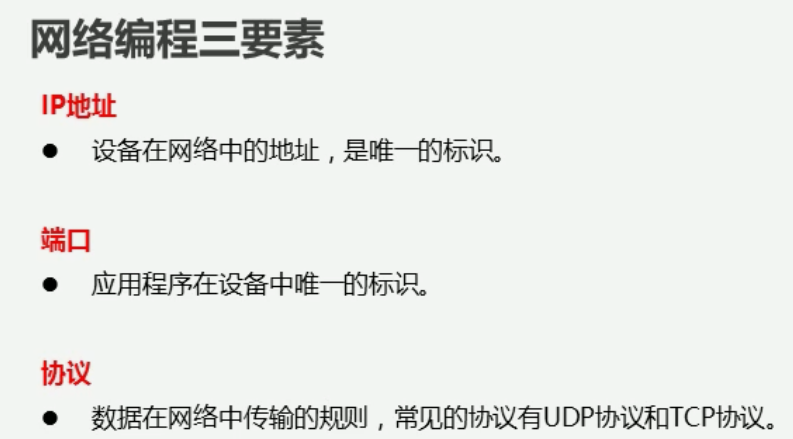 网络编程三要素
IP地址
● 设备在网络中的地址，是唯一的标识。
端口
● 应用程序在设备中唯一的标识。
协议
● 数据在网络中传输的规则，常见的协议有UDP协议和TCP协议。